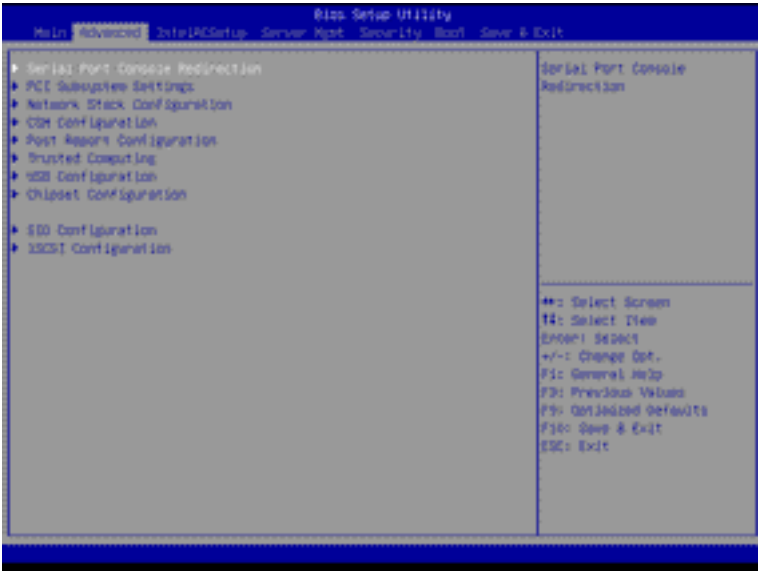 Bios Setup Utility
Main Advanced IntelRCSetup Server Mgmt Security Boot Save & Exit
Serial Port Console Redirection
PCI Subsystem Settings
Network Stack Configuration
CSM Configuration
Post Report Configuration
Trusted Computing
USB Configuration
Chipset Configuration
SIO Configuration
iSCSI Configuration
Serial Port Console
Redirection
↔: Select Screen
↑↓: Select Item
Enter: Select
+/-: Change Opt.
F1: General Help
Previous Values
F9: Optimized Defaults
F10: Save & Exit
ESC: Exit